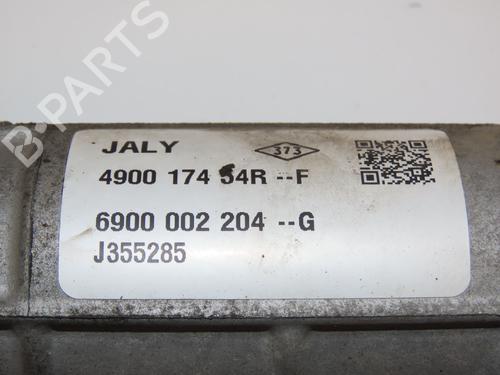 B-PARTS
JALY
373
4900 174 54R --F
6900 002 204 --G
J355285